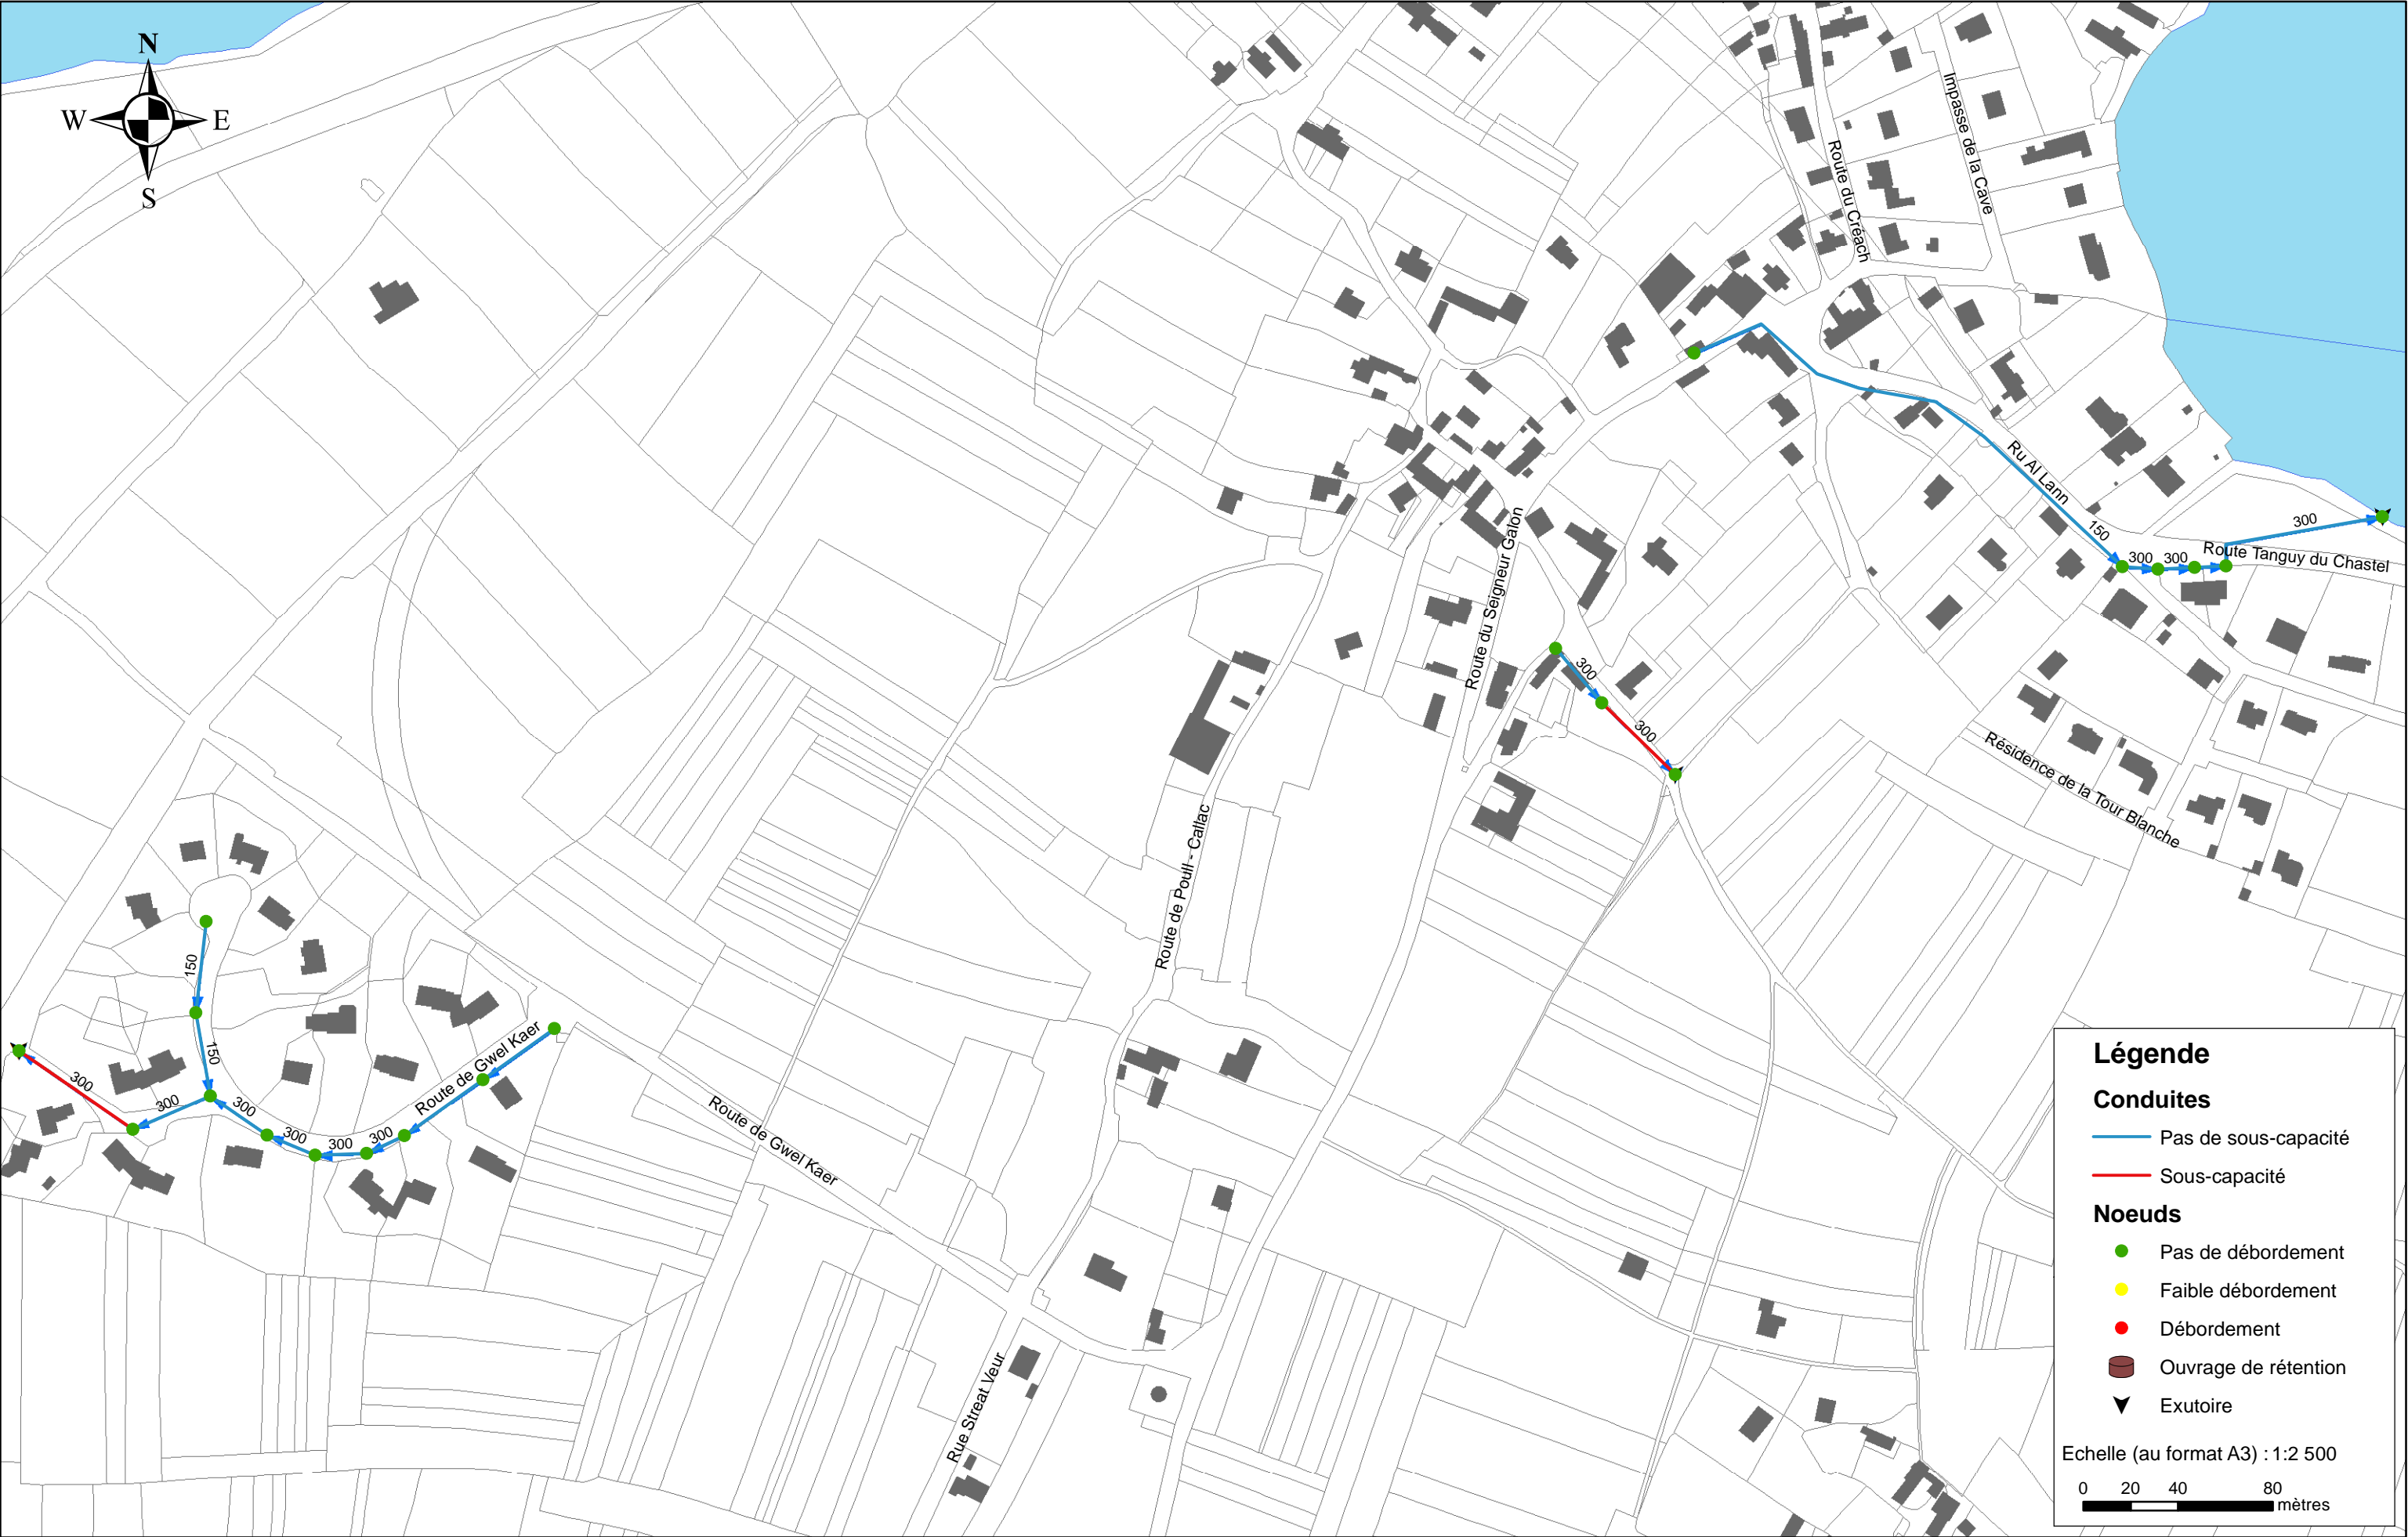 N
W E
S
Impasse de la Cave
Route du Créach
Ru Al Lann
150
300
300
300
Route Tanguy du Chastel
Route du Seigneur Galon
300
300
Résidence de la Tour Blanche
Route de Poull - Callac
150
150
300
300
300
300
300
300
Route de Gwel Kaer
Route de Gwel Kaer
Rue Streat Veur
Légende
Conduites
Pas de sous-capacité
Sous-capacité
Noeuds
Pas de débordement
Faible débordement
Débordement
Ouvrage de rétention
Exutoire
Echelle (au format A3) : 1:2 500
0 20 40 80
mètres